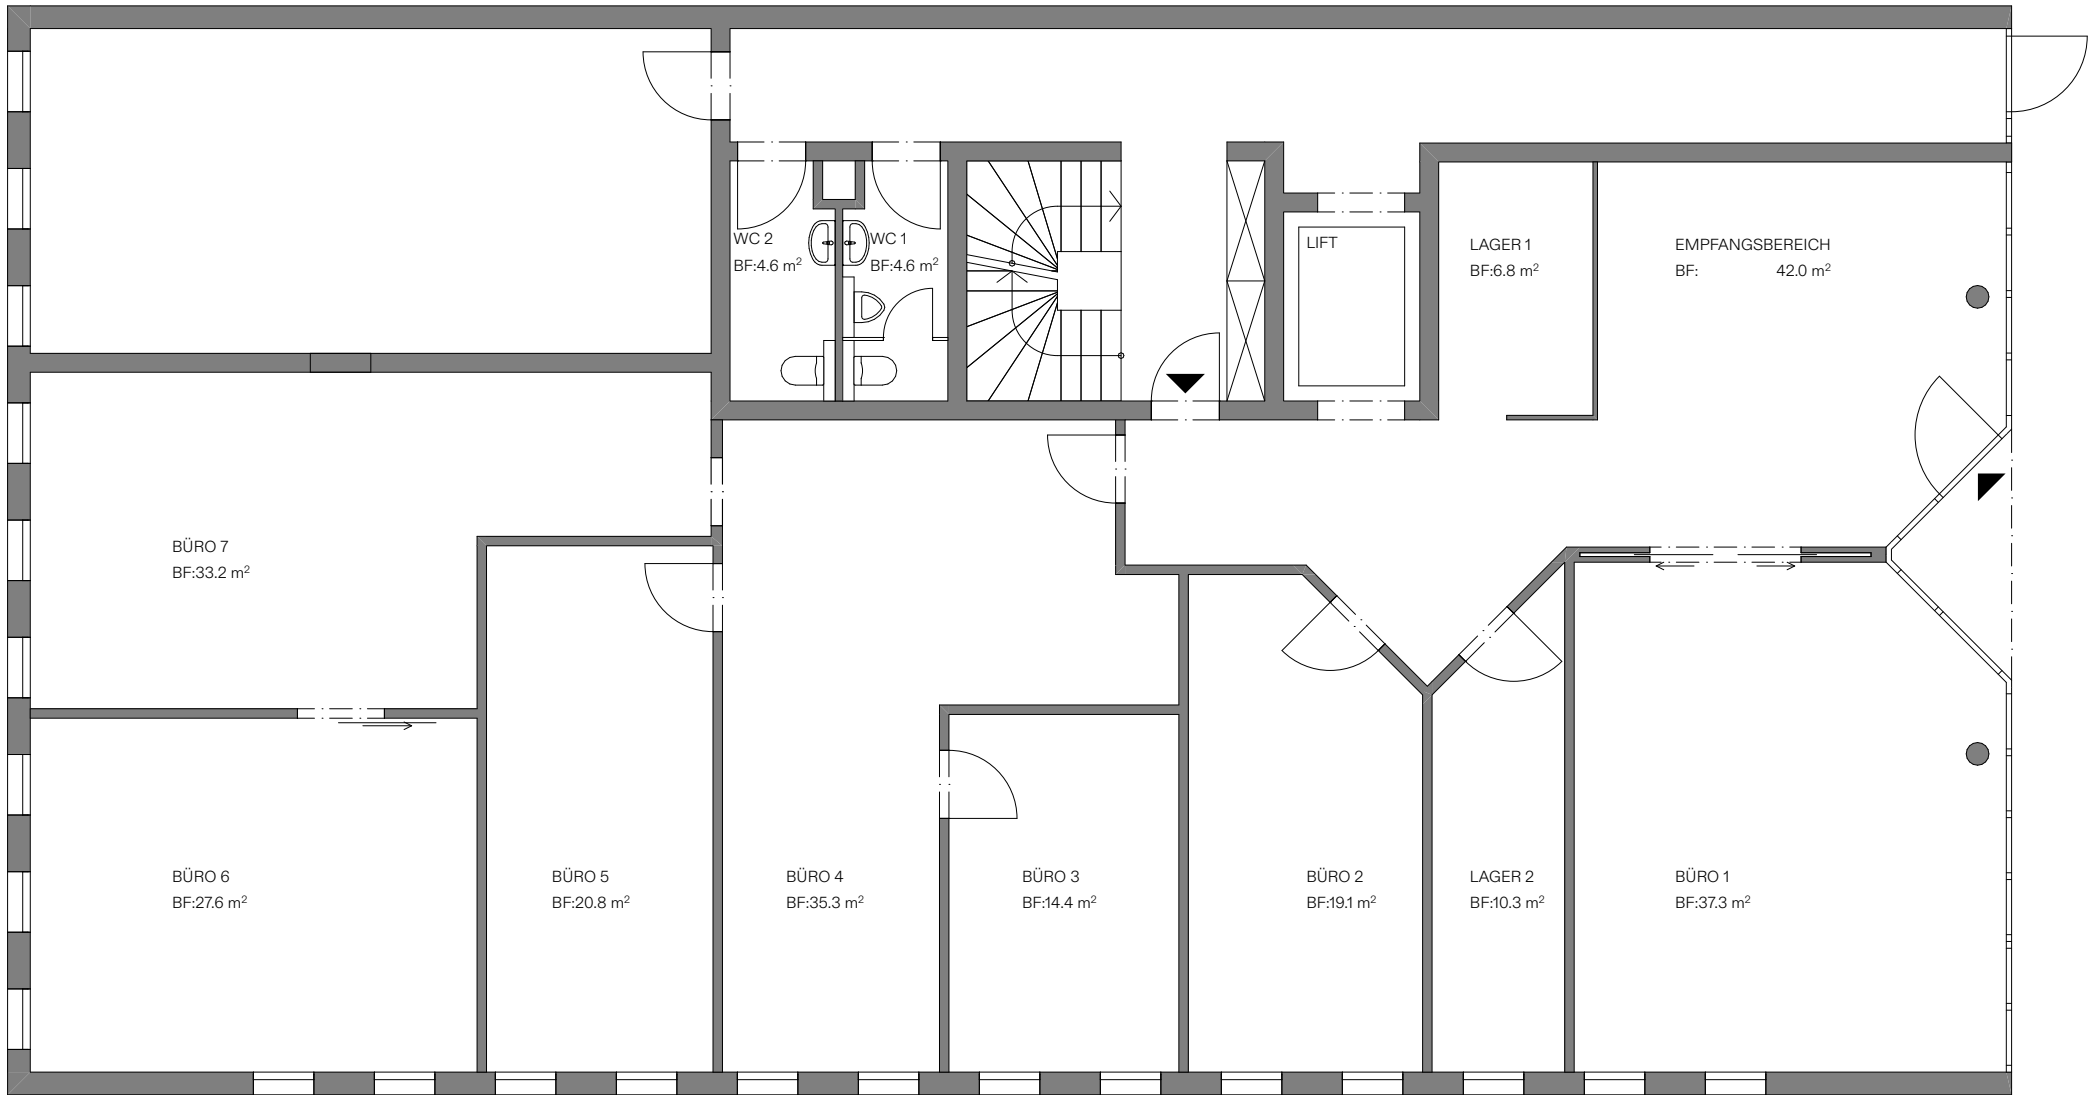 WC 2
BF:4.6 m²
WC 1
BF:4.6 m²
LIFT
LAGER 1
BF:6.8 m²
EMPFANGSBEREICH
BF: 42.0 m²
BÜRO 7
BF:33.2 m²
BÜRO 6
BF:27.6 m²
BÜRO 5
BF:20.8 m²
BÜRO 4
BF:35.3 m²
BÜRO 3
BF:14.4 m²
BÜRO 2
BF:19.1 m²
LAGER 2
BF:10.3 m²
BÜRO 1
BF:37.3 m²